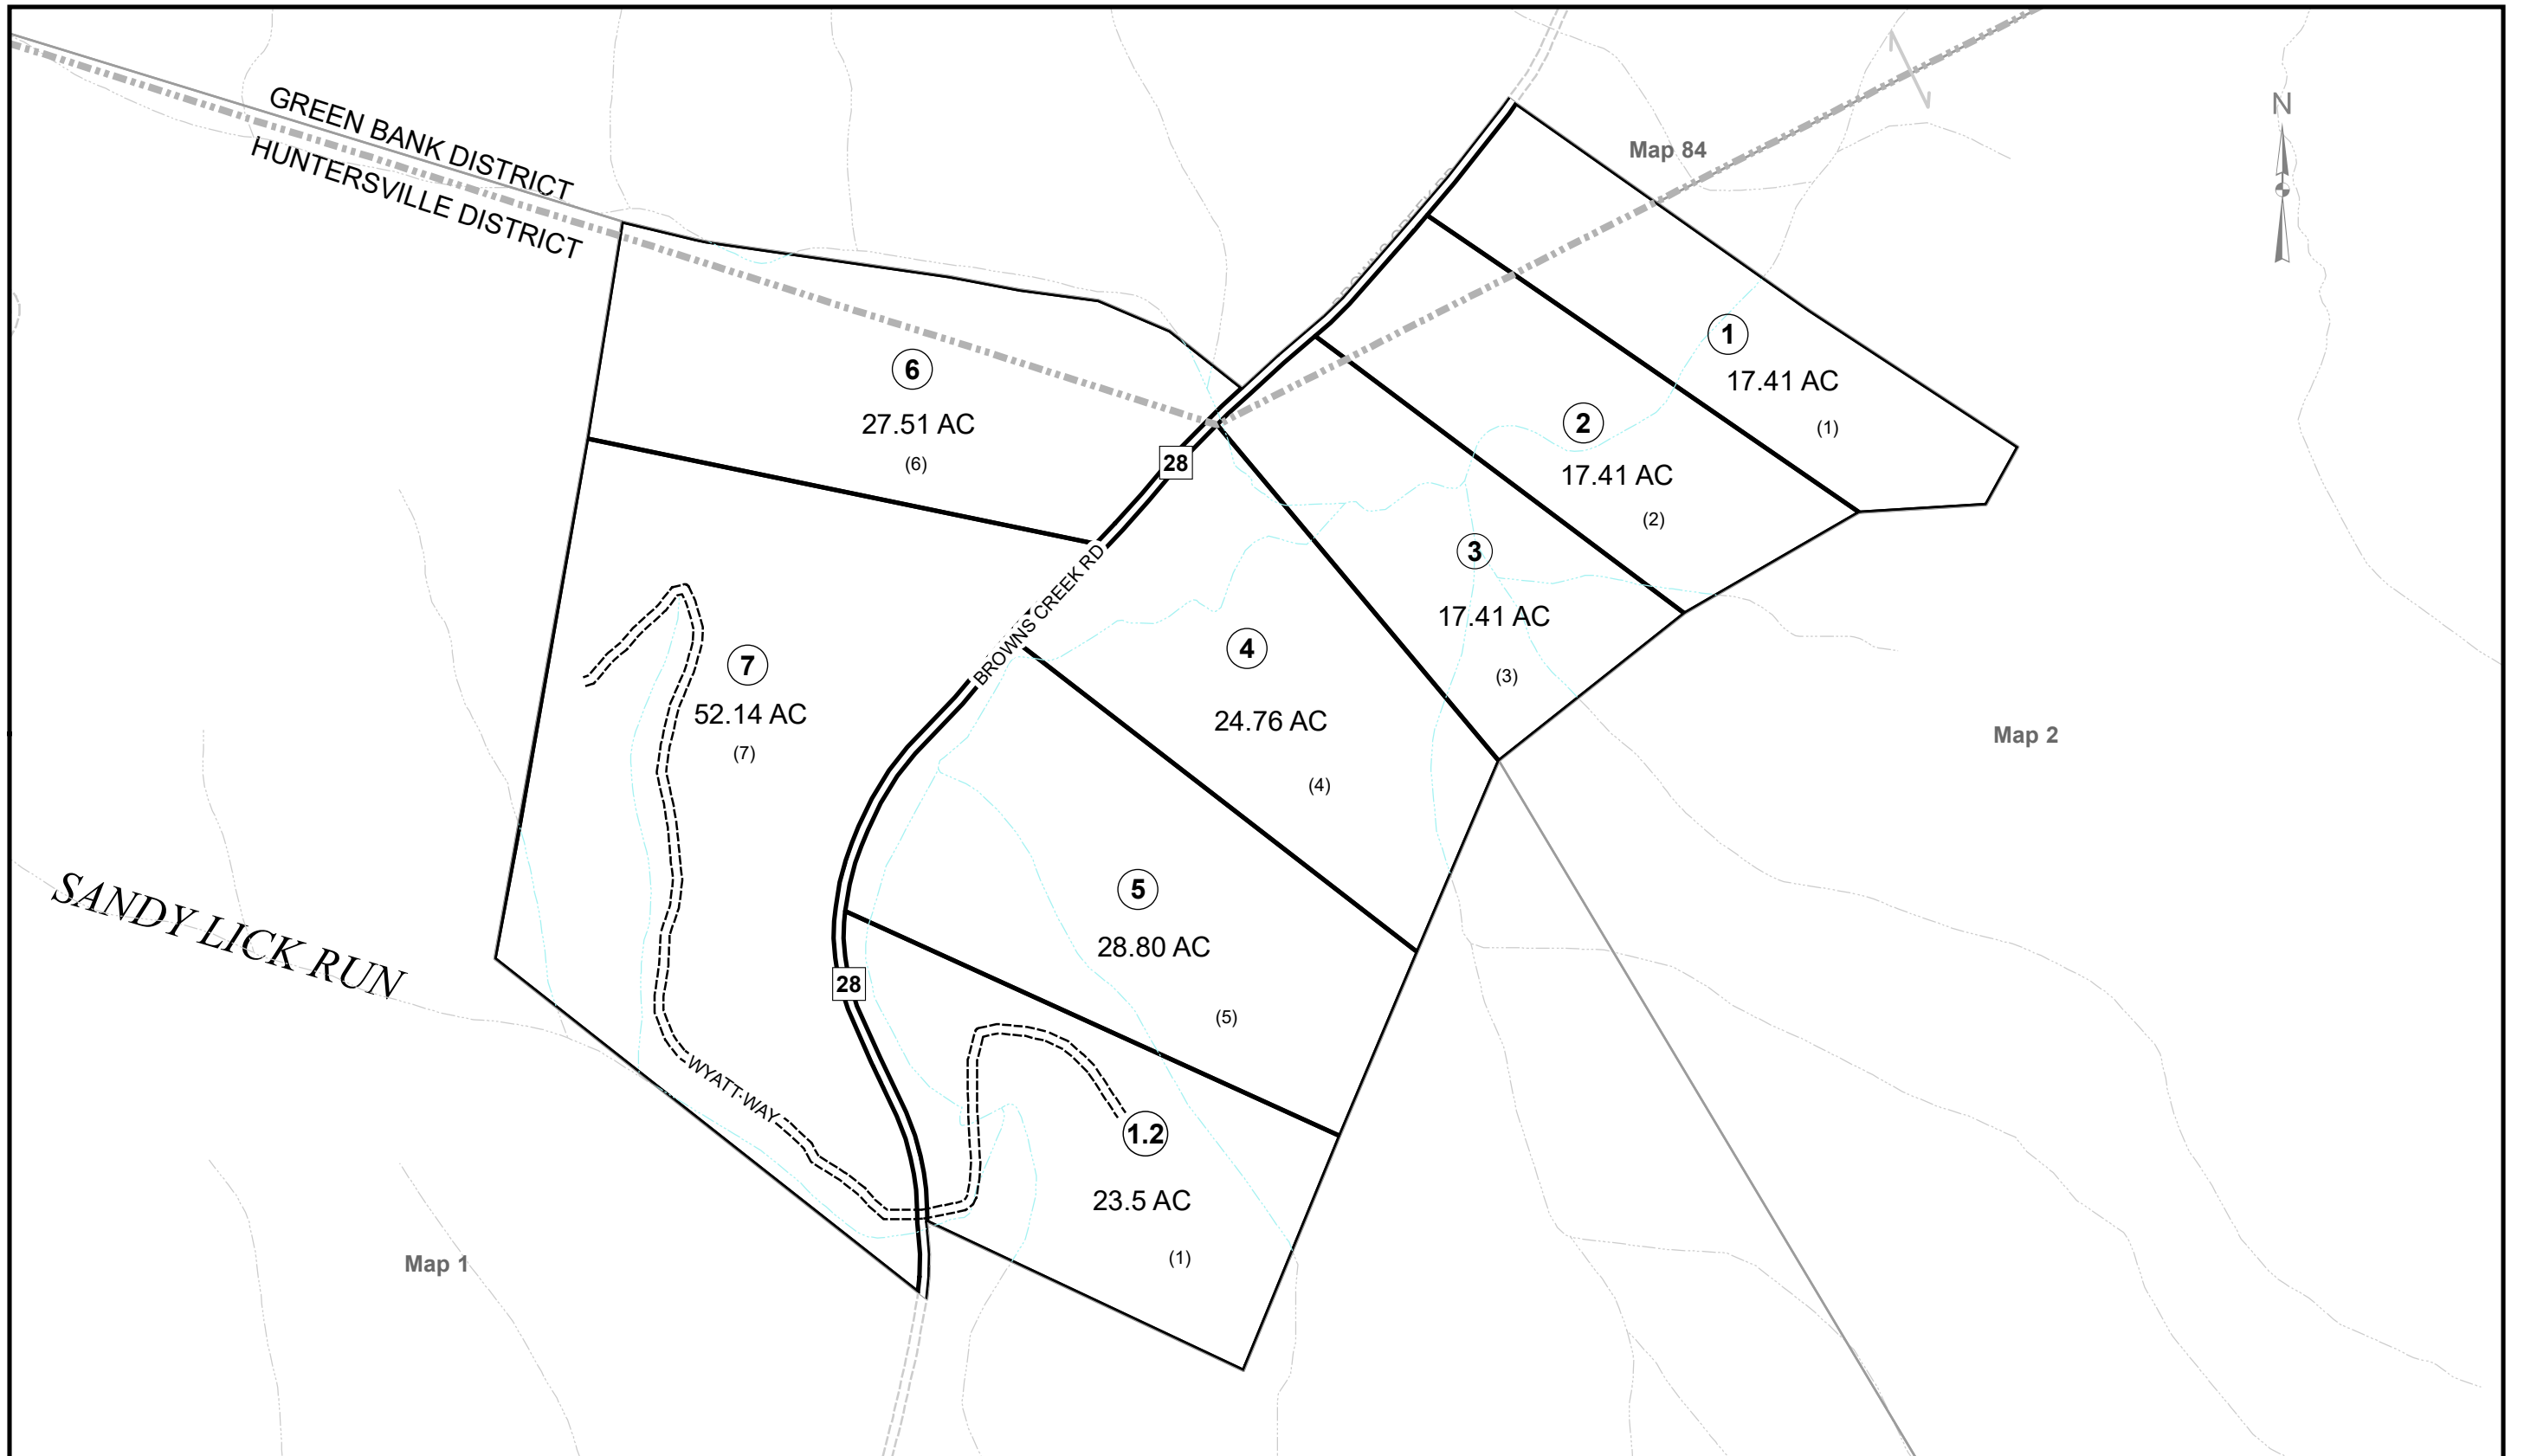 GREEN BANK DISTRICT
HUNTERSVILLE DISTRICT
Map 84
N
BROWNS CREEK RD
1
17.41 AC
(1)
6
27.51 AC
(6)
2
17.41 AC
(2)
28
3
17.41 AC
(3)
BROWNS CREEK RD
4
24.76 AC
(4)
7
52.14 AC
(7)
Map 2
5
28.80 AC
(5)
SANDY LICK RUN
28
WYATT WAY
1.2
23.5 AC
(1)
Map 1